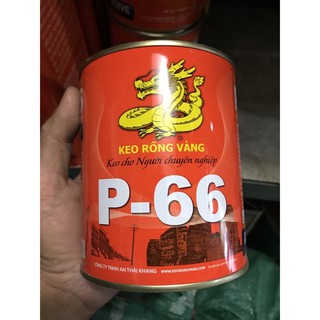 KEO RỒNG VÀNG
Keo cho Người chuyên nghiệp
P-66
CÔNG TY TNHH AN THÁI KHANG